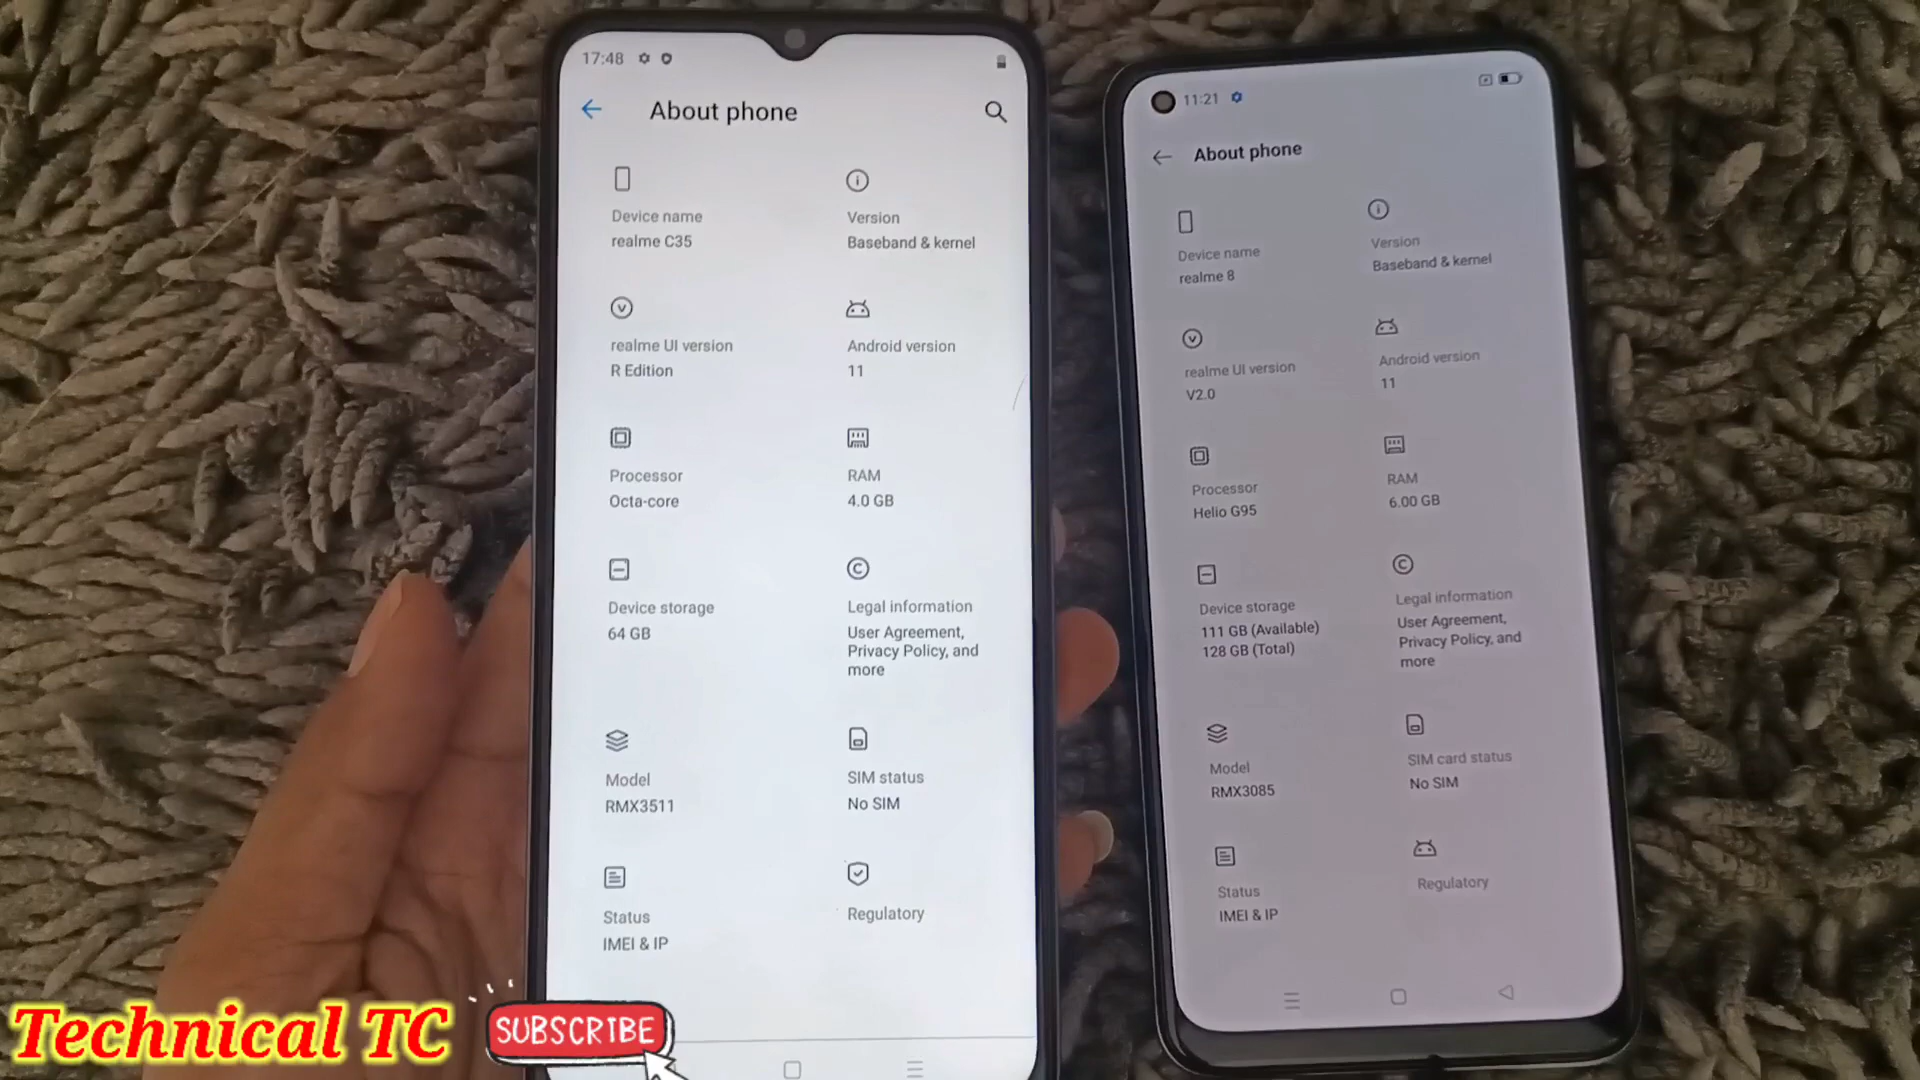 17:48
About phone
Device name
realme C35
Version
Baseband & kernel
realme UI version
R Edition
Android version
11
Processor
Octa-core
RAM
4.0 GB
Device storage
64 GB
Legal information
User Agreement,
Privacy Policy, and
more
Model
RMX3511
SIM status
No SIM
Status
IMEI & IP
Regulatory
11:21
About phone
Device name
realme 8
Version
Baseband & kernel
realme UI version
V2.0
Android version
11
Processor
Helio G95
RAM
6.00 GB
Device storage
111 GB (Available)
128 GB (Total)
Legal information
User Agreement,
Privacy Policy, and
more
Model
RMX3085
SIM card status
No SIM
Status
IMEI & IP
Regulatory
Technical TC
SUBSCRIBE